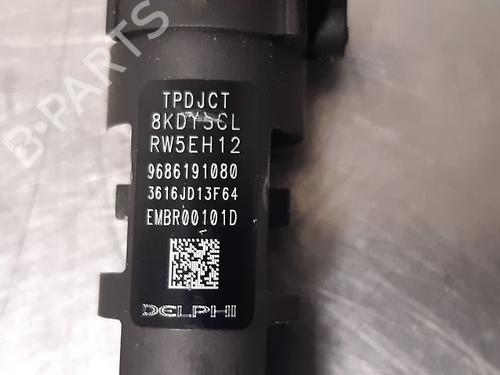 TPDJCT
8KDY5CL
RW5EH12
9686191080
3616JD13F64
EMBR00101D
DELPHI
B-PARTS